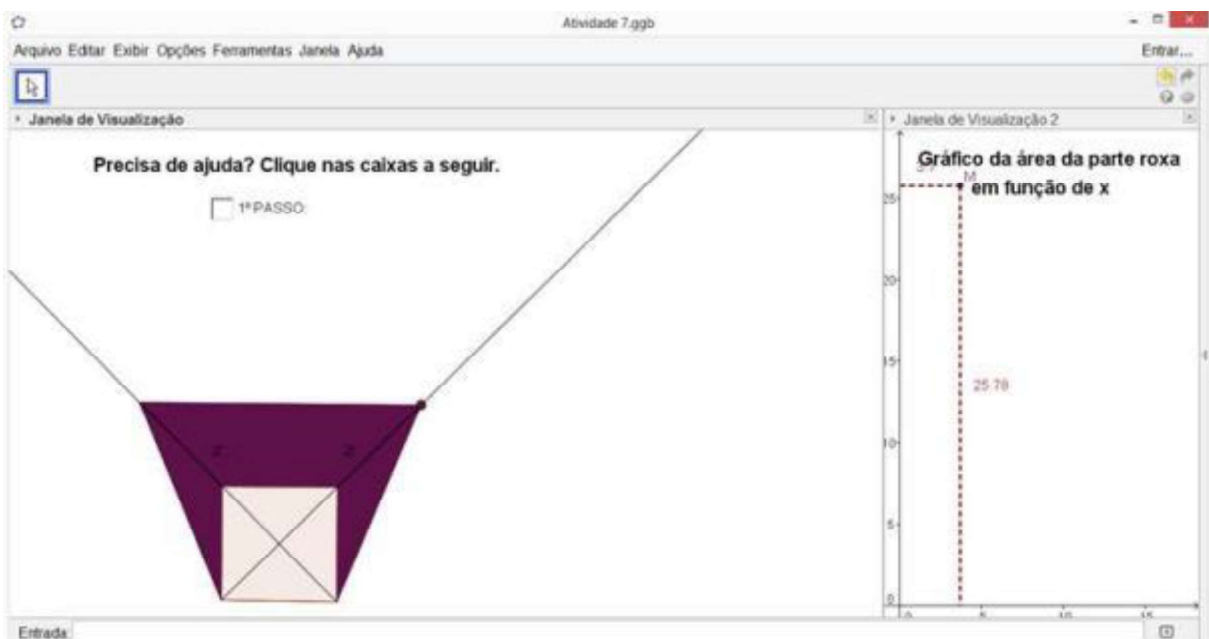 Atividade 7.ggb
Arquivo Editar Exibir Opções Ferramentas Janela Ajuda
Entrar...
Janela de Visualização
Janela de Visualização 2
Precisa de ajuda? Clique nas caixas a seguir.
1º PASSO:
Gráfico da área da parte roxa
M
em função de x
25
20
15
25.78
10
5
0
0 5 10 15
Entrada: